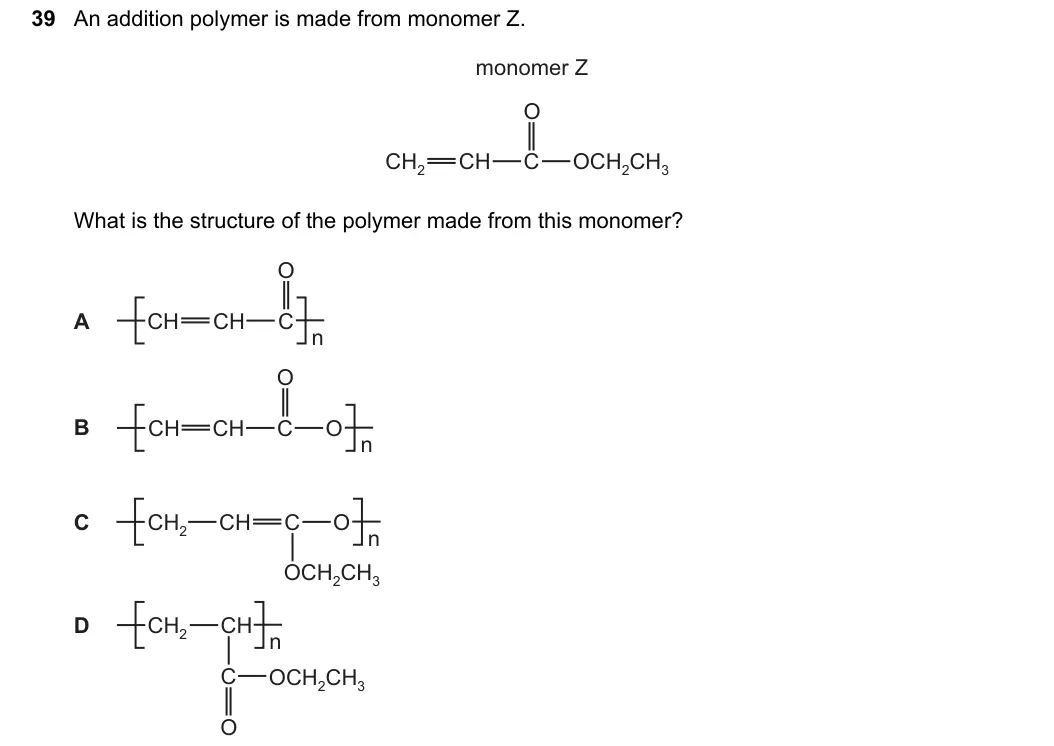 39 An addition polymer is made from monomer Z.
monomer Z
O
CH₂ CH C OCH₂CH₃
What is the structure of the polymer made from this monomer?
O
A CH CH C n
O
B CH CH C O n
C CH₂ CH C O n
OCH₂CH₃
D CH₂ CH n
C OCH₂CH₃
O